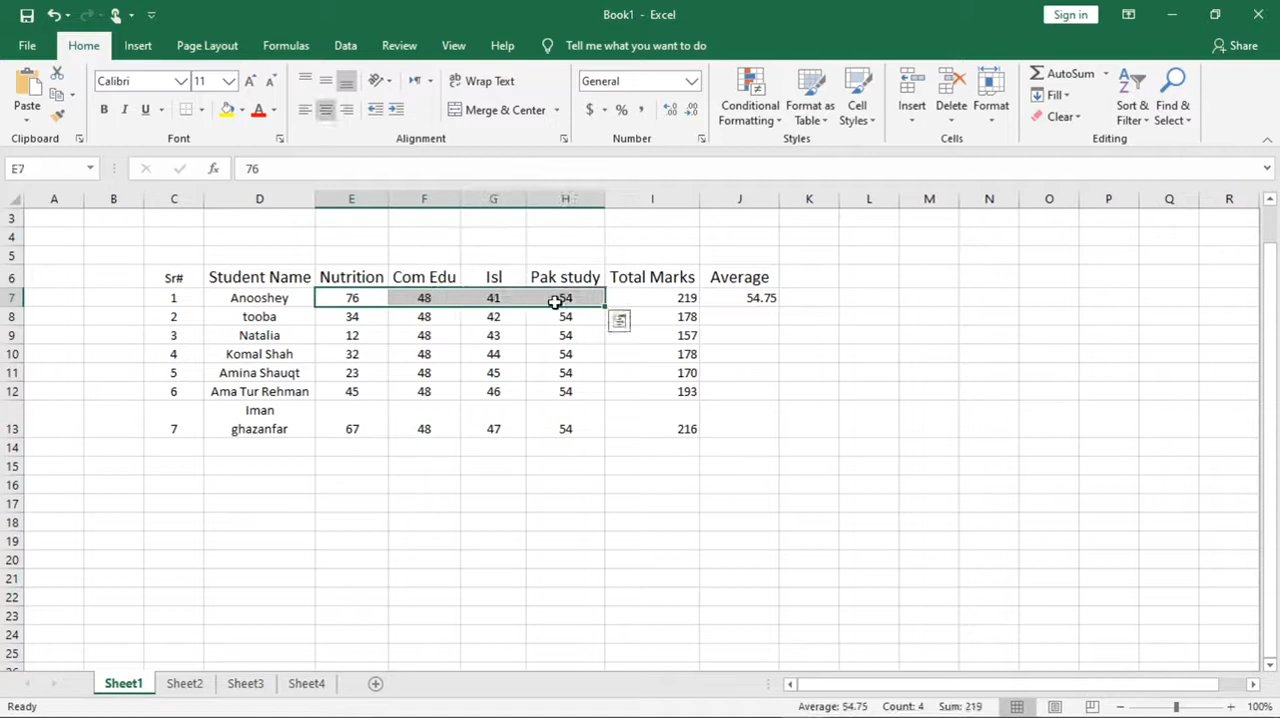 Book1 - Excel
Sign in
File Home Insert Page Layout Formulas Data Review View Help Tell me what you want to do Share
Paste
Calibri 11
Wrap Text
General
Conditional Formatting
Format as Table
Cell Styles
Insert
Delete
Format
AutoSum
Fill
Clear
Sort & Filter
Find & Select
Merge & Center
Clipboard Font Alignment Number Styles Cells Editing
E7 fx 76
A B C D E F G H I J K L M N O P Q R
3
4
5
6 Sr# Student Name Nutrition Com Edu Isl Pak study Total Marks Average
7 1 Anooshey 76 48 41 54 219 54.75
8 2 tooba 34 48 42 54 178
9 3 Natalia 12 48 43 54 157
10 4 Komal Shah 32 48 44 54 178
11 5 Amina Shauqt 23 48 45 54 170
12 6 Ama Tur Rehman 45 48 46 54 193
Iman
13 7 ghazanfar 67 48 47 54 216
14
15
16
17
18
19
20
21
22
23
24
25
Sheet1 Sheet2 Sheet3 Sheet4
Ready Average: 54.75 Count: 4 Sum: 219 100%